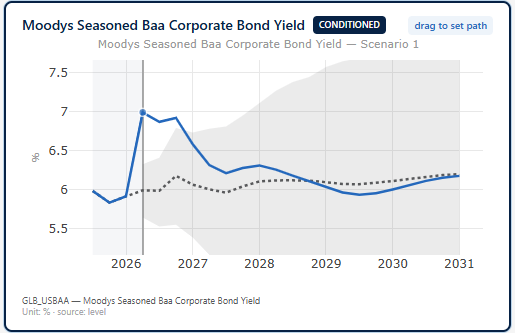 Moodys Seasoned Baa Corporate Bond Yield CONDITIONED drag to set path
Moodys Seasoned Baa Corporate Bond Yield — Scenario 1
7.5
7
6.5
6
5.5
%
2026 2027 2028 2029 2030 2031
GLB_USBAA — Moodys Seasoned Baa Corporate Bond Yield
Unit: % · source: level